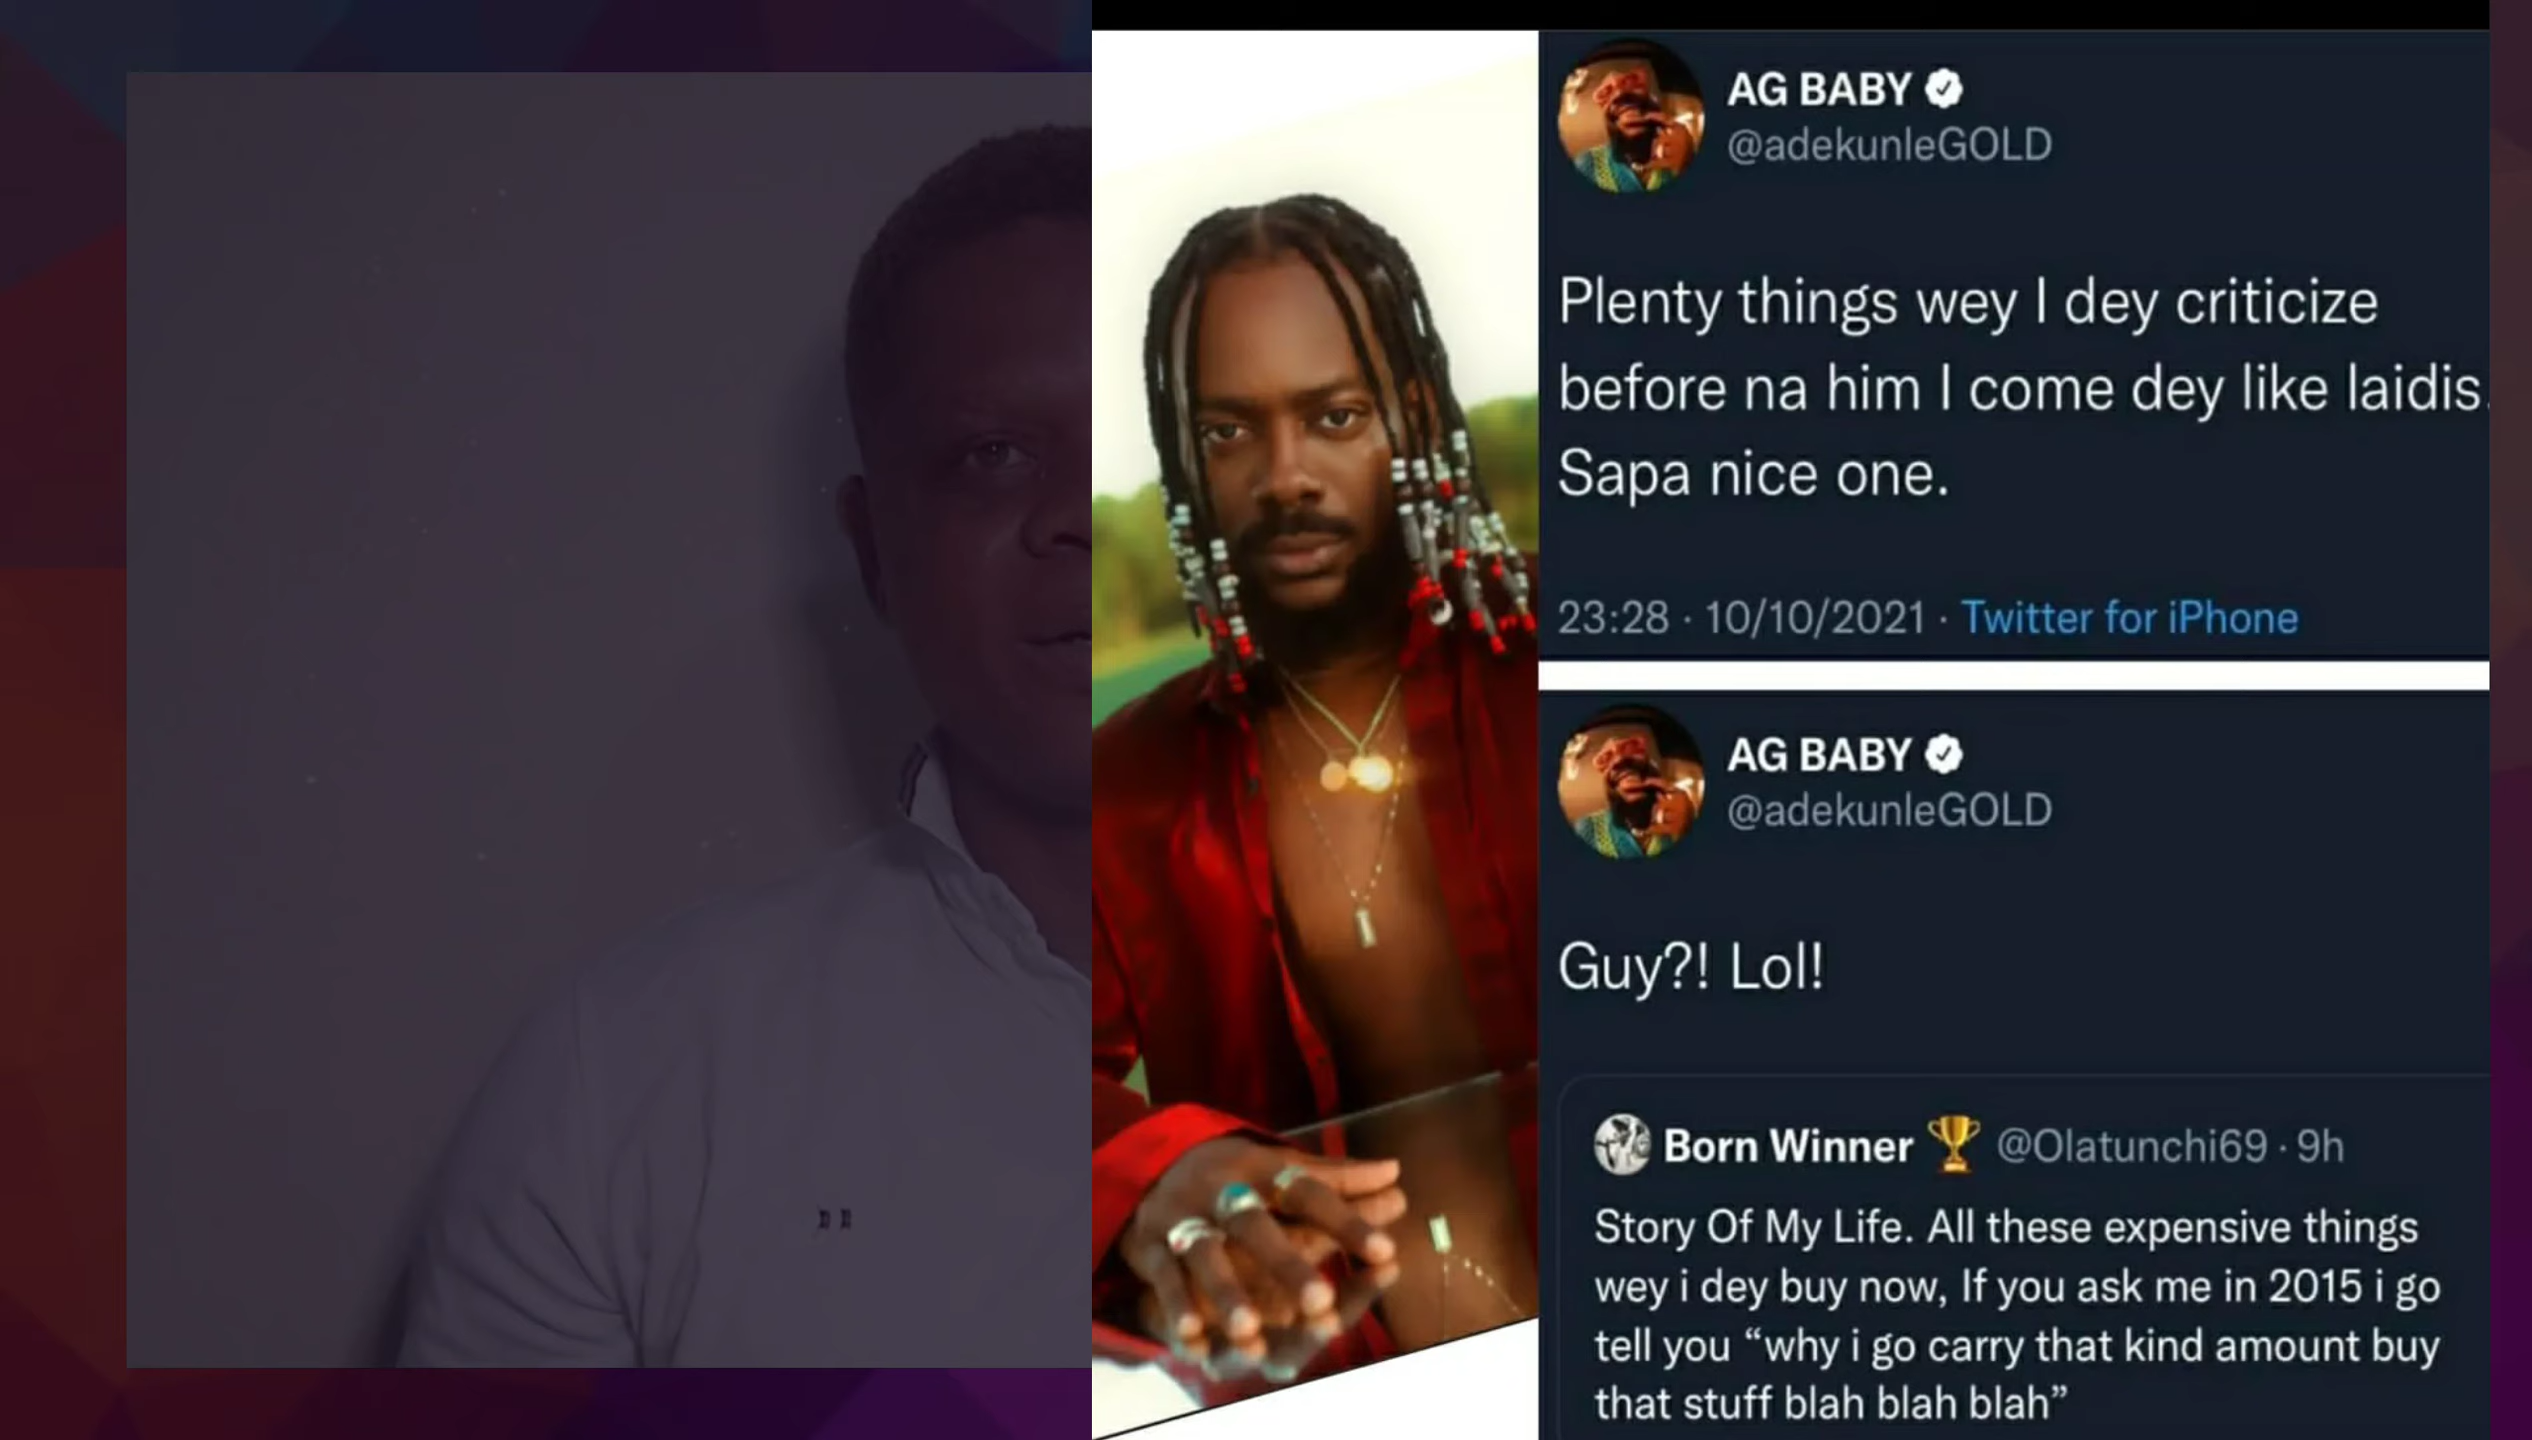 AG BABY
@adekunleGOLD
Plenty things wey I dey criticize
before na him I come dey like laidis.
Sapa nice one.
23:28 · 10/10/2021 · Twitter for iPhone
AG BABY
@adekunleGOLD
Guy?! Lol!
Born Winner 🏆 @Olatunchi69 · 9h
Story Of My Life. All these expensive things
wey i dey buy now, If you ask me in 2015 i go
tell you “why i go carry that kind amount buy
that stuff blah blah blah”